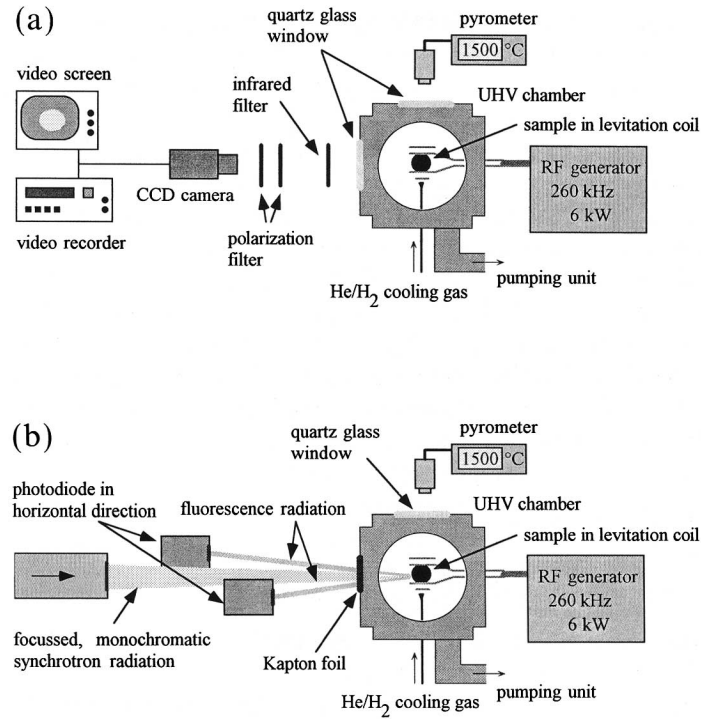 (a)
quartz glass
window
pyrometer
1500 °C
video screen
infrared
filter
UHV chamber
sample in levitation coil
CCD camera
RF generator
260 kHz
6 kW
video recorder
polarization
filter
pumping unit
He/H2 cooling gas
(b)
quartz glass
window
pyrometer
1500 °C
photodiode in
horizontal direction
fluorescence radiation
UHV chamber
sample in levitation coil
RF generator
260 kHz
6 kW
focussed, monochromatic
synchrotron radiation
Kapton foil
pumping unit
He/H2 cooling gas